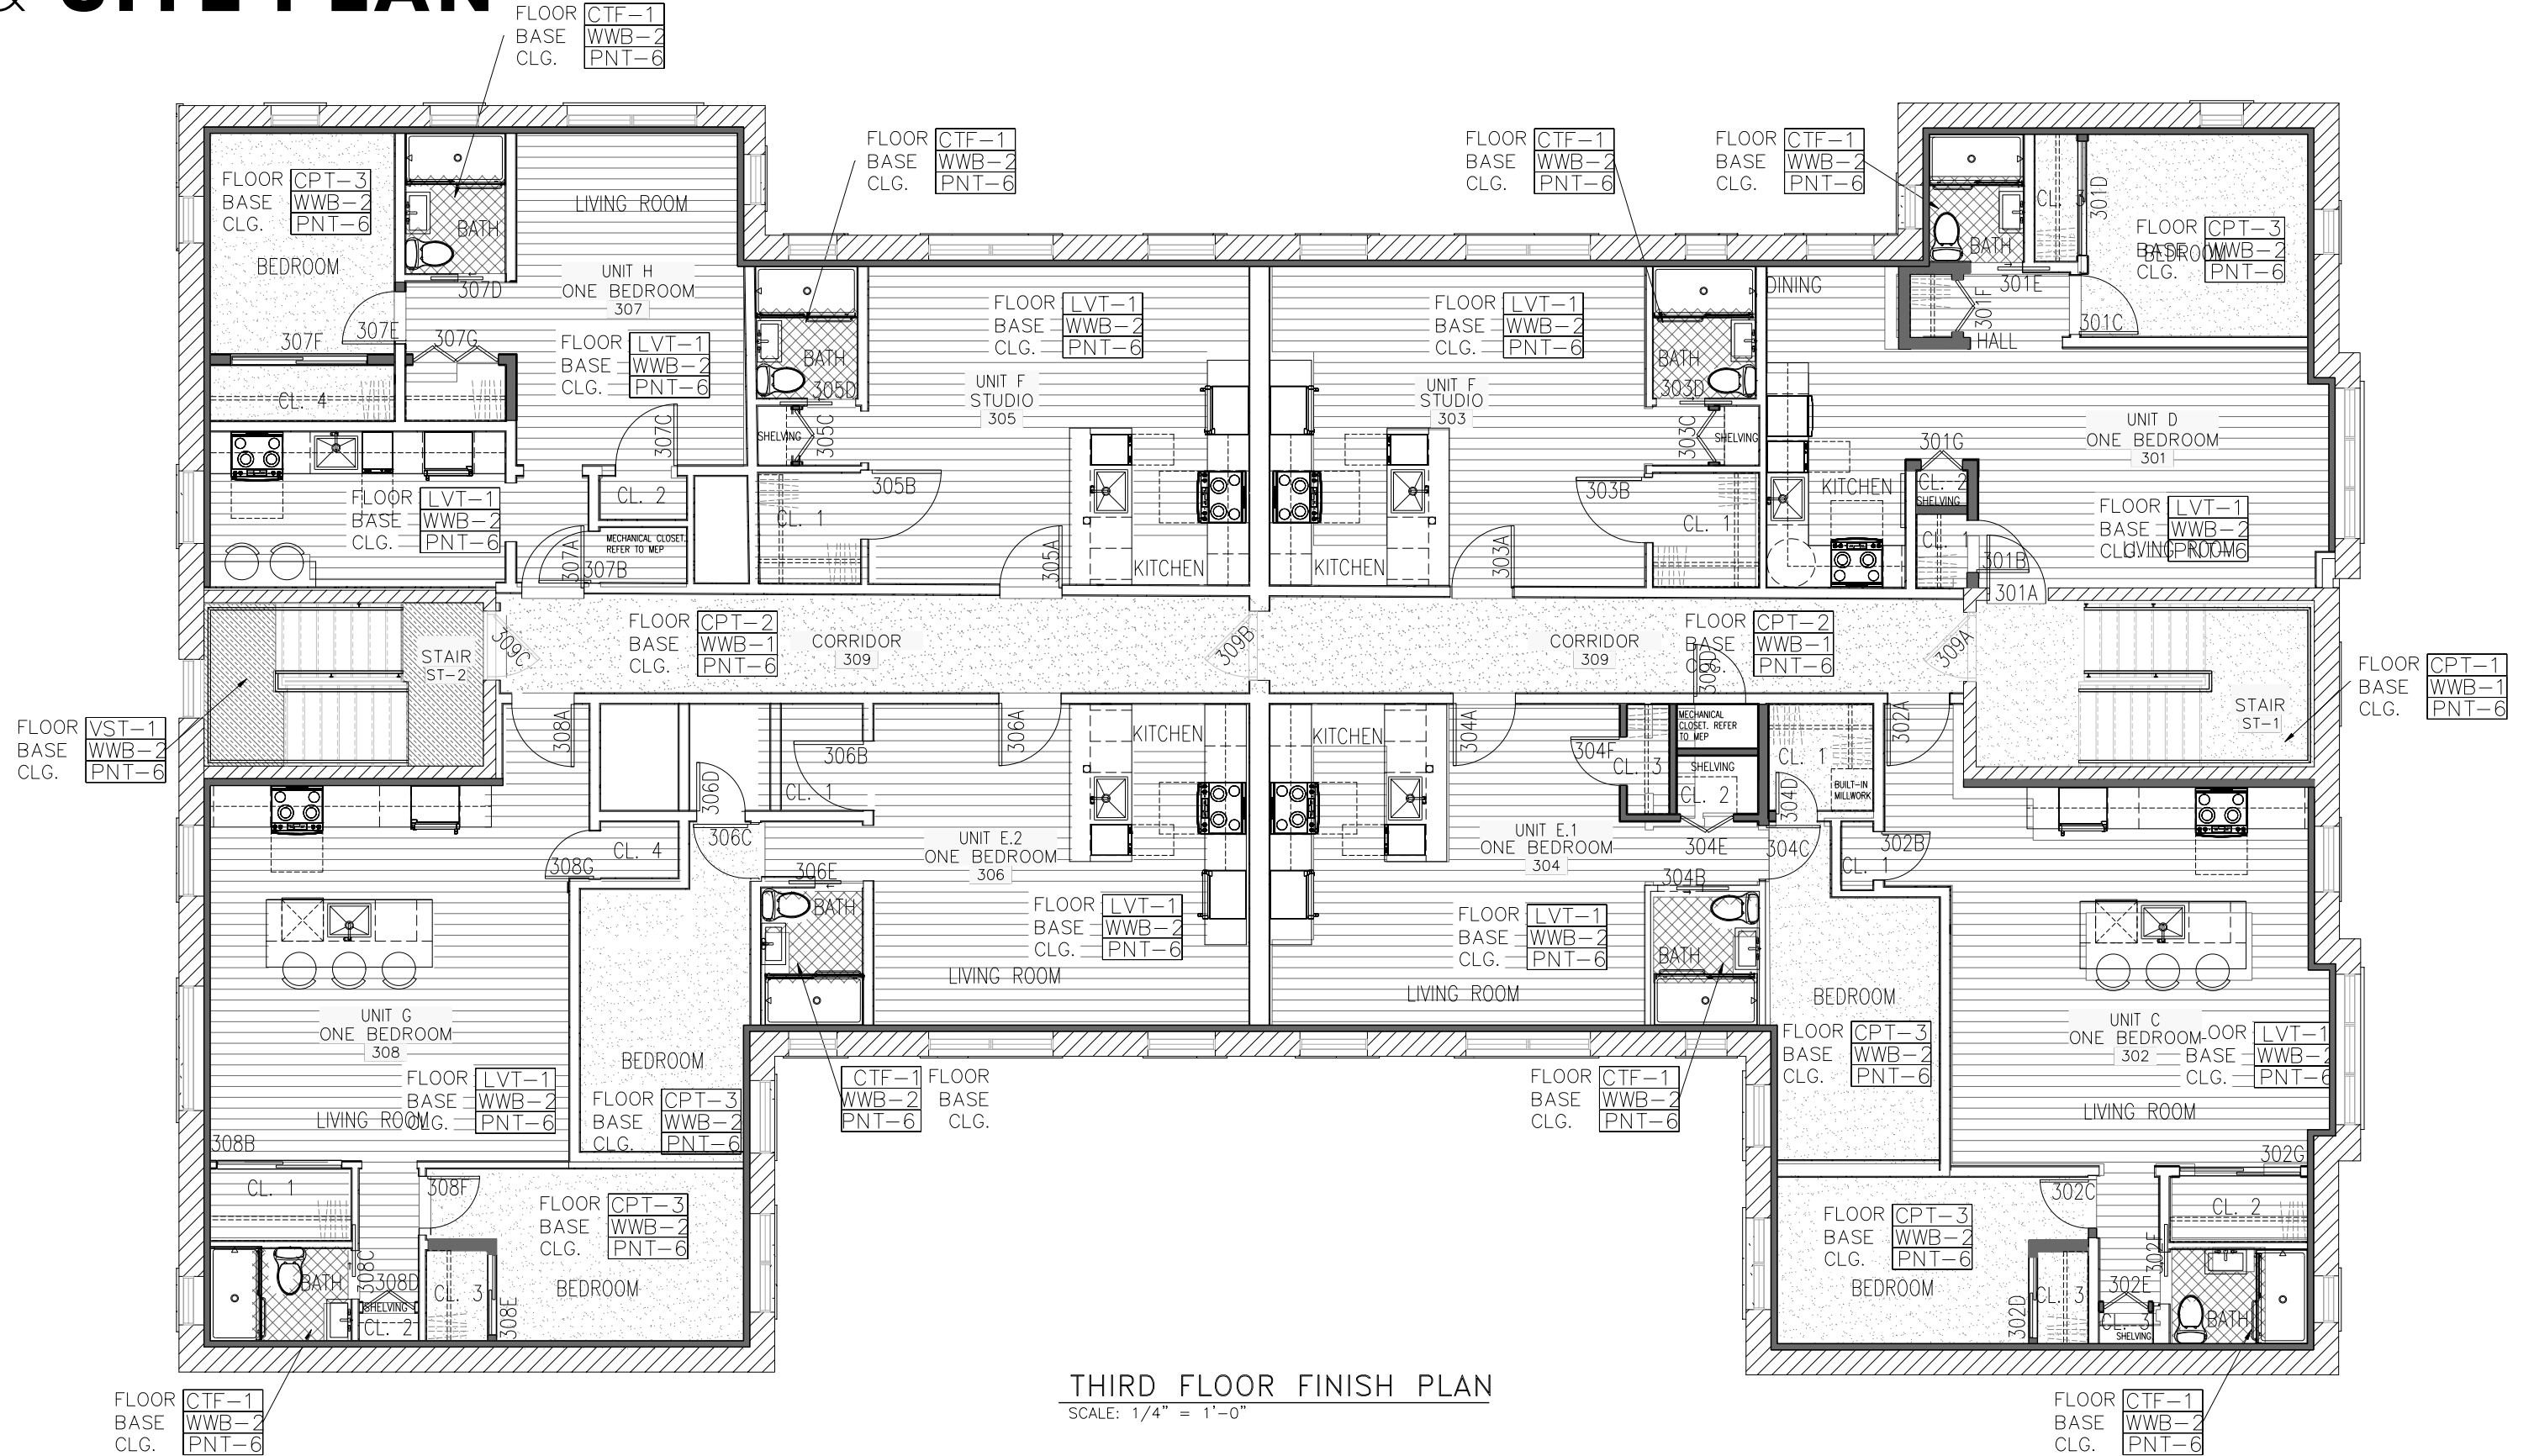 & SITE PLAN
FLOOR CTF-1
BASE WWB-2
CLG. PNT-6
FLOOR CTF-1
BASE WWB-2
CLG. PNT-6
FLOOR CTF-1
BASE WWB-2
CLG. PNT-6
FLOOR CTF-1
BASE WWB-2
CLG. PNT-6
FLOOR CPT-3
BASE WWB-2
CLG. PNT-6
BEDROOM
BATH
LIVING ROOM
UNIT H
ONE BEDROOM
307
FLOOR LVT-1
BASE WWB-2
CLG. PNT-6
307D
307E
307F
307G
307C
CL. 4
FLOOR LVT-1
BASE WWB-2
CLG. PNT-6
CL. 2
MECHANICAL CLOSET.
REFER TO MEP
307A
307B
BATH
305D
305C
SHELVING
FLOOR LVT-1
BASE WWB-2
CLG. PNT-6
UNIT F
STUDIO
305
305B
CL. 1
305A
KITCHEN
FLOOR LVT-1
BASE WWB-2
CLG. PNT-6
UNIT F
STUDIO
303
BATH
303D
303C
SHELVING
303B
CL. 1
303A
KITCHEN
DINING
BATH
CL. 3
301D
FLOOR CPT-3
BASE WWB-2
CLG. PNT-6
BEDROOM
301E
301F
301C
HALL
UNIT D
ONE BEDROOM
301
301G
CL. 2
SHELVING
KITCHEN
CL. 1
FLOOR LVT-1
BASE WWB-2
CLG. PNT-6
LIVING ROOM
301B
301A
STAIR
ST-2
309C
FLOOR CPT-2
BASE WWB-1
CLG. PNT-6
CORRIDOR
309
309B
CORRIDOR
309
FLOOR CPT-2
BASE WWB-1
CLG. PNT-6
309D
309A
STAIR
ST-1
FLOOR CPT-1
BASE WWB-1
CLG. PNT-6
FLOOR VST-1
BASE WWB-2
CLG. PNT-6
308A
308G
CL. 4
UNIT G
ONE BEDROOM
308
FLOOR LVT-1
BASE WWB-2
CLG. PNT-6
LIVING ROOM
308B
CL. 1
308F
308C
BATH
308D
SHELVING
CL. 2
CL. 3
308E
FLOOR CPT-3
BASE WWB-2
CLG. PNT-6
BEDROOM
306D
306C
306B
CL. 1
306A
KITCHEN
UNIT E.2
ONE BEDROOM
306
306E
BATH
FLOOR LVT-1
BASE WWB-2
CLG. PNT-6
LIVING ROOM
BEDROOM
FLOOR CPT-3
BASE WWB-2
CLG. PNT-6
CTF-1 FLOOR
WWB-2 BASE
PNT-6 CLG.
KITCHEN
304A
304F
CL. 3
MECHANICAL
CLOSET. REFER
TO MEP
SHELVING
CL. 2
UNIT E.1
ONE BEDROOM
304
304E
304B
304C
304D
CL. 1
BUILT-IN
MILLWORK
FLOOR LVT-1
BASE WWB-2
CLG. PNT-6
LIVING ROOM
BATH
FLOOR CTF-1
BASE WWB-2
CLG. PNT-6
BEDROOM
FLOOR CPT-3
BASE WWB-2
CLG. PNT-6
302A
302B
CL. 1
UNIT C
ONE BEDROOM
302
OOR LVT-1
BASE WWB-2
CLG. PNT-6
LIVING ROOM
302G
302C
CL. 2
FLOOR CPT-3
BASE WWB-2
CLG. PNT-6
BEDROOM
302D
CL. 3
302E
CL. 3
SHELVING
302F
BATH
FLOOR CTF-1
BASE WWB-2
CLG. PNT-6
FLOOR CTF-1
BASE WWB-2
CLG. PNT-6
THIRD FLOOR FINISH PLAN
SCALE: 1/4" = 1'-0"